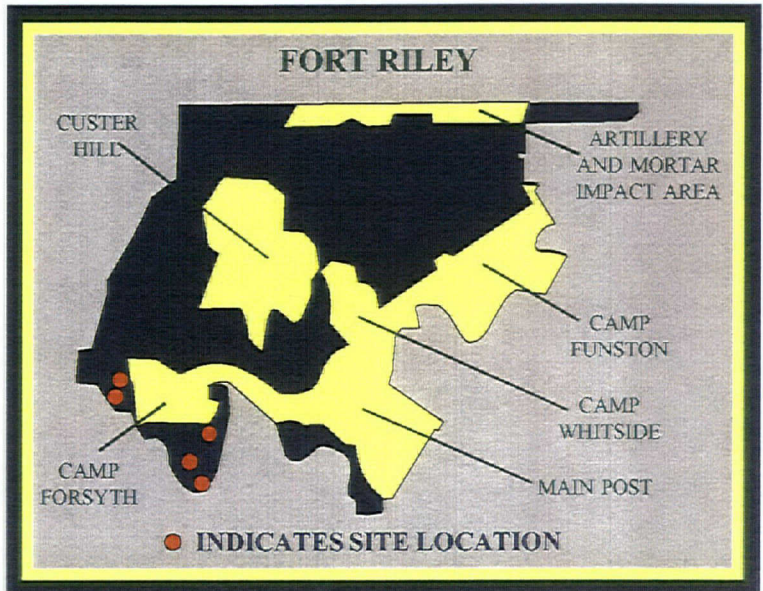 FORT RILEY
CUSTER
HILL
ARTILLERY
AND MORTAR
IMPACT AREA
CAMP
FUNSTON
CAMP
WHITSIDE
MAIN POST
CAMP
FORSYTH
INDICATES SITE LOCATION